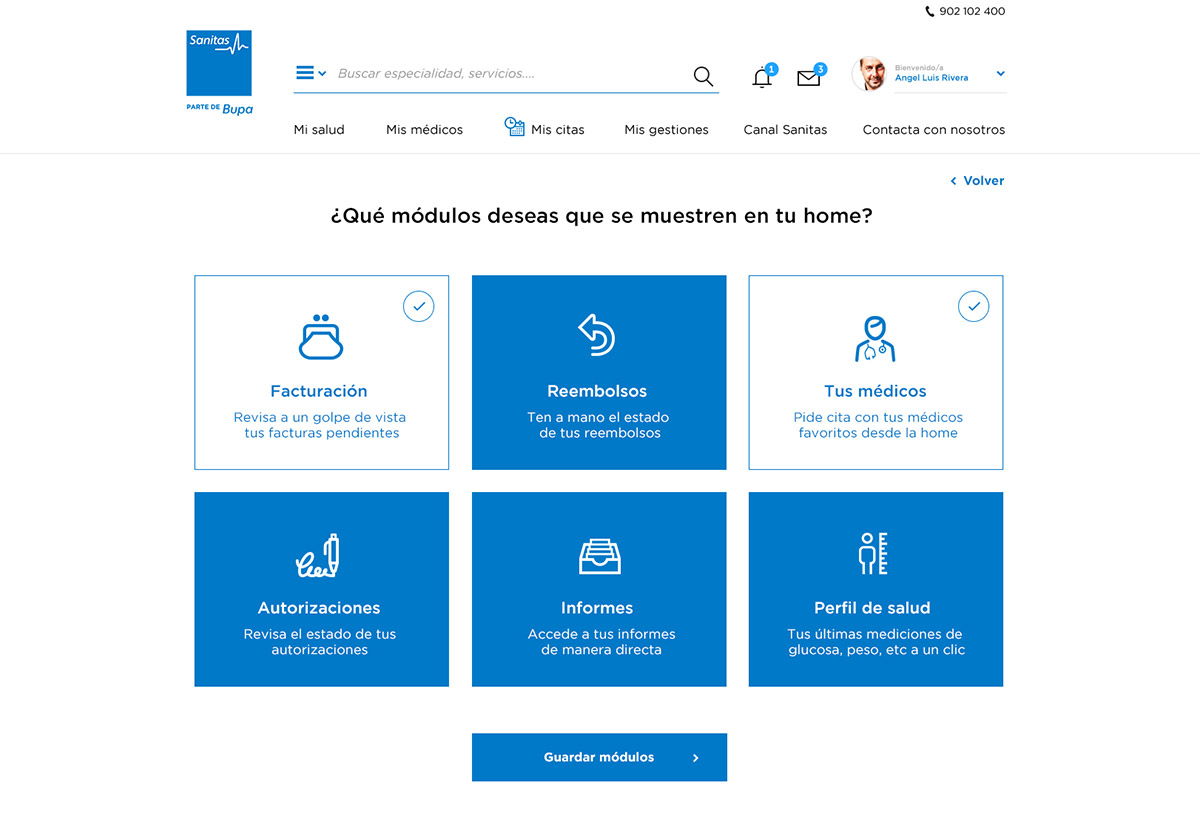 902 102 400
Sanitas
PARTE DE Bupa
Buscar especialidad, servicios....
1
3
Bienvenido/a
Angel Luis Rivera
Mi salud
Mis médicos
Mis citas
Mis gestiones
Canal Sanitas
Contacta con nosotros
Volver
¿Qué módulos deseas que se muestren en tu home?
Facturación
Revisa a un golpe de vista
tus facturas pendientes
Reembolsos
Ten a mano el estado
de tus reembolsos
Tus médicos
Pide cita con tus médicos
favoritos desde la home
Autorizaciones
Revisa el estado de tus
autorizaciones
Informes
Accede a tus informes
de manera directa
Perfil de salud
Tus últimas mediciones de
glucosa, peso, etc a un clic
Guardar módulos